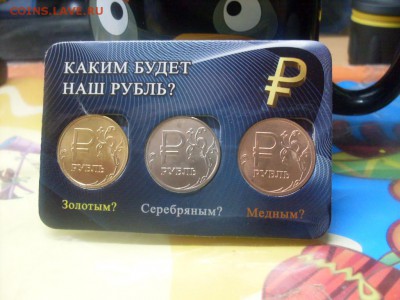 COINS.LAVE.RU
КАКИМ БУДЕТ
НАШ РУБЛЬ?
РУБЛЬ РУБЛЬ РУБЛЬ
Золотым? Серебряным? Медным?